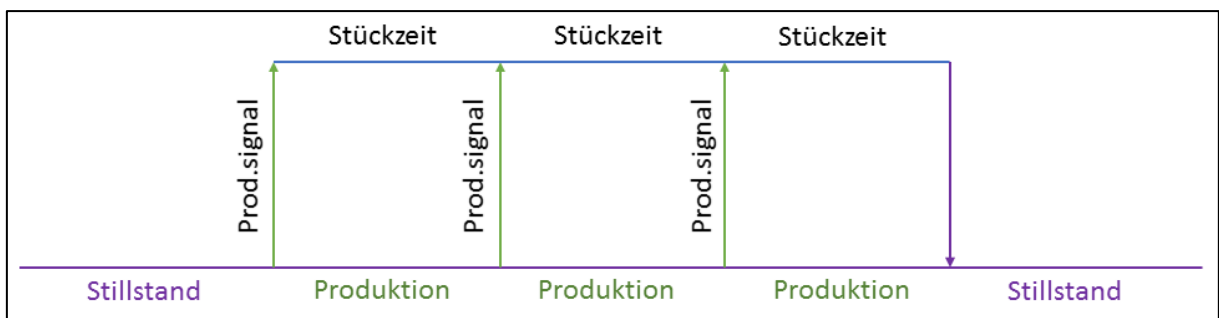 Stückzeit Stückzeit Stückzeit
Prod.signal Prod.signal Prod.signal
Stillstand Produktion Produktion Produktion Stillstand